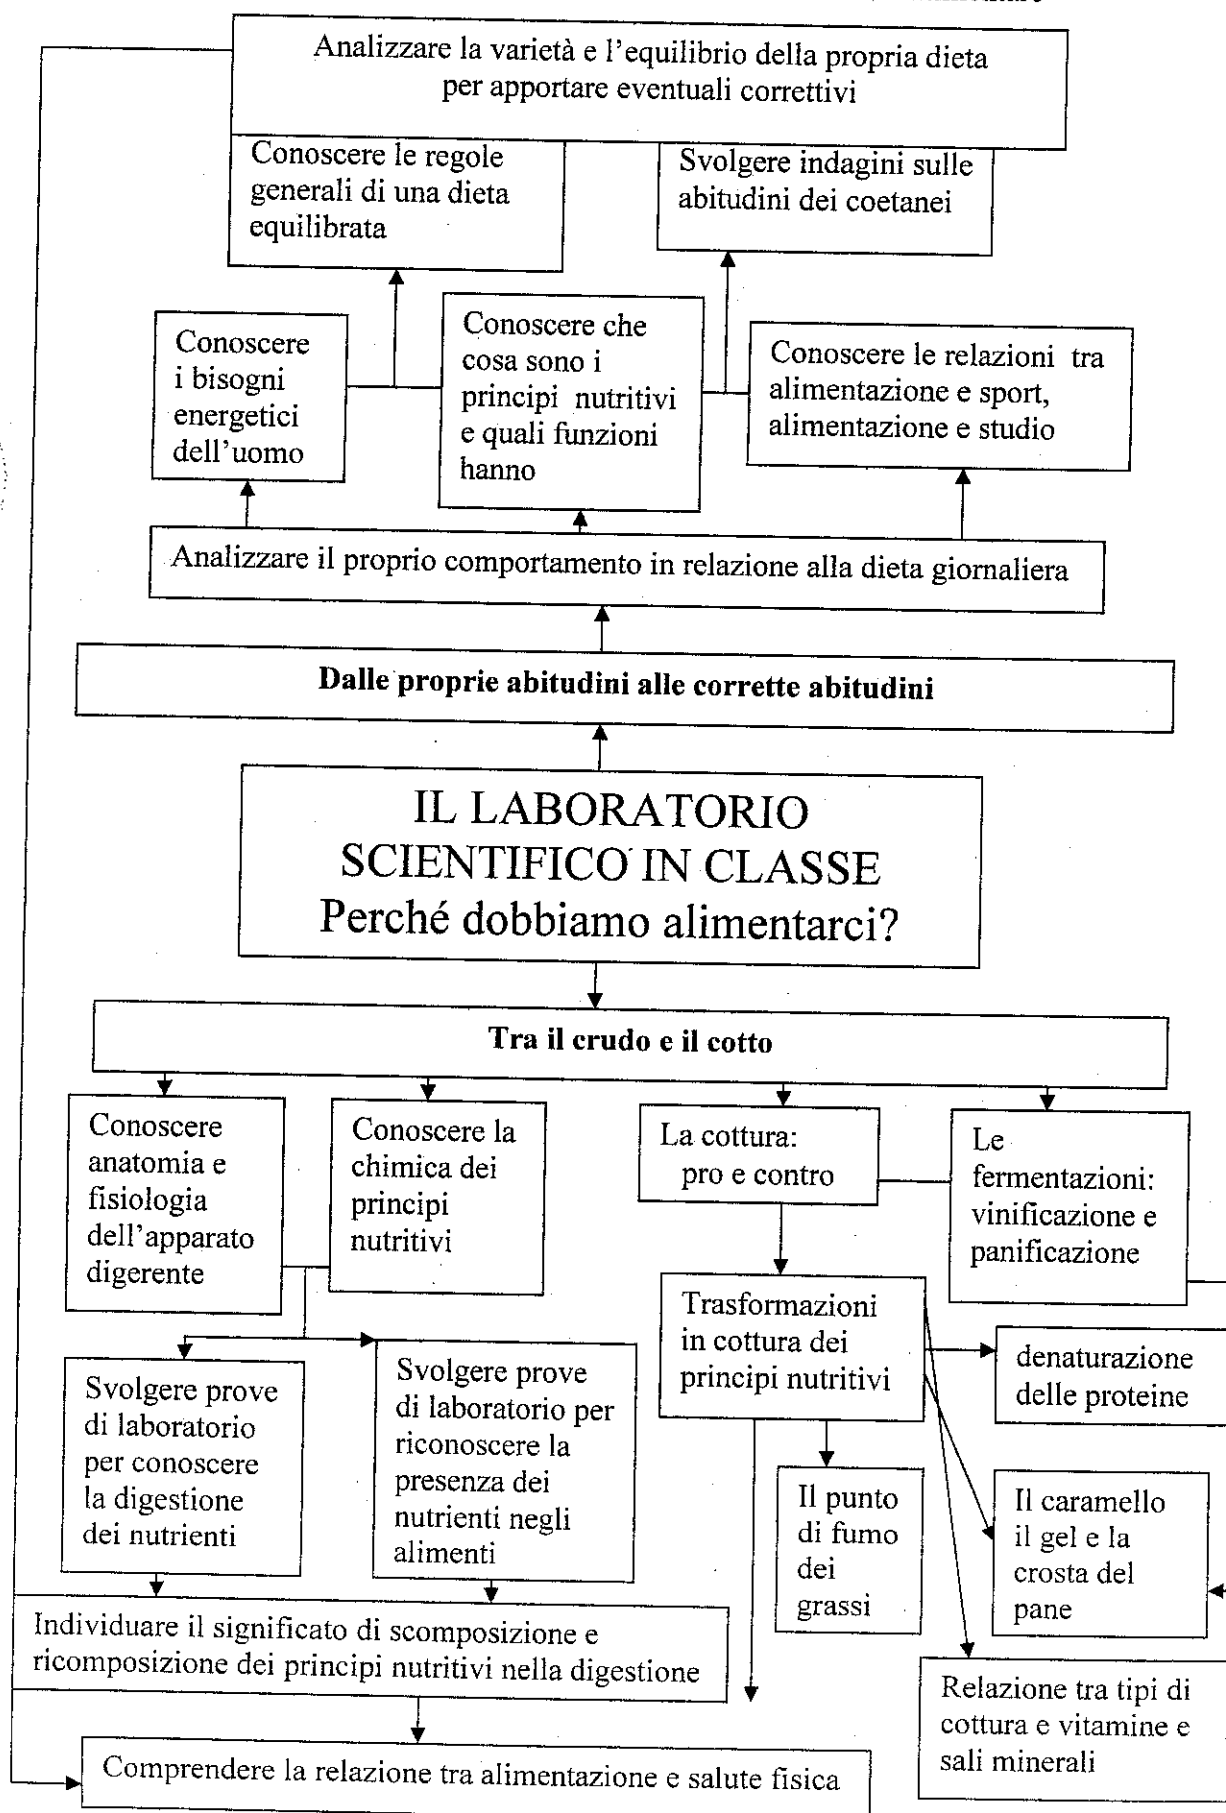 Analizzare la varietà e l'equilibrio della propria dieta
per apportare eventuali correttivi
Conoscere le regole
generali di una dieta
equilibrata
Svolgere indagini sulle
abitudini dei coetanei
Conoscere
i bisogni
energetici
dell'uomo
Conoscere che
cosa sono i
principi nutritivi
e quali funzioni
hanno
Conoscere le relazioni tra
alimentazione e sport,
alimentazione e studio
Analizzare il proprio comportamento in relazione alla dieta giornaliera
Dalle proprie abitudini alle corrette abitudini
IL LABORATORIO
SCIENTIFICO IN CLASSE
Perché dobbiamo alimentarci?
Tra il crudo e il cotto
Conoscere
anatomia e
fisiologia
dell'apparato
digerente
Conoscere la
chimica dei
principi
nutritivi
La cottura:
pro e contro
Le
fermentazioni:
vinificazione e
panificazione
Trasformazioni
in cottura dei
principi nutritivi
denaturazione
delle proteine
Svolgere prove
di laboratorio
per conoscere
la digestione
dei nutrienti
Svolgere prove
di laboratorio per
riconoscere la
presenza dei
nutrienti negli
alimenti
Il punto
di fumo
dei
grassi
Il caramello
il gel e la
crosta del
pane
Individuare il significato di scomposizione e
ricomposizione dei principi nutritivi nella digestione
Relazione tra tipi di
cottura e vitamine e
sali minerali
Comprendere la relazione tra alimentazione e salute fisica